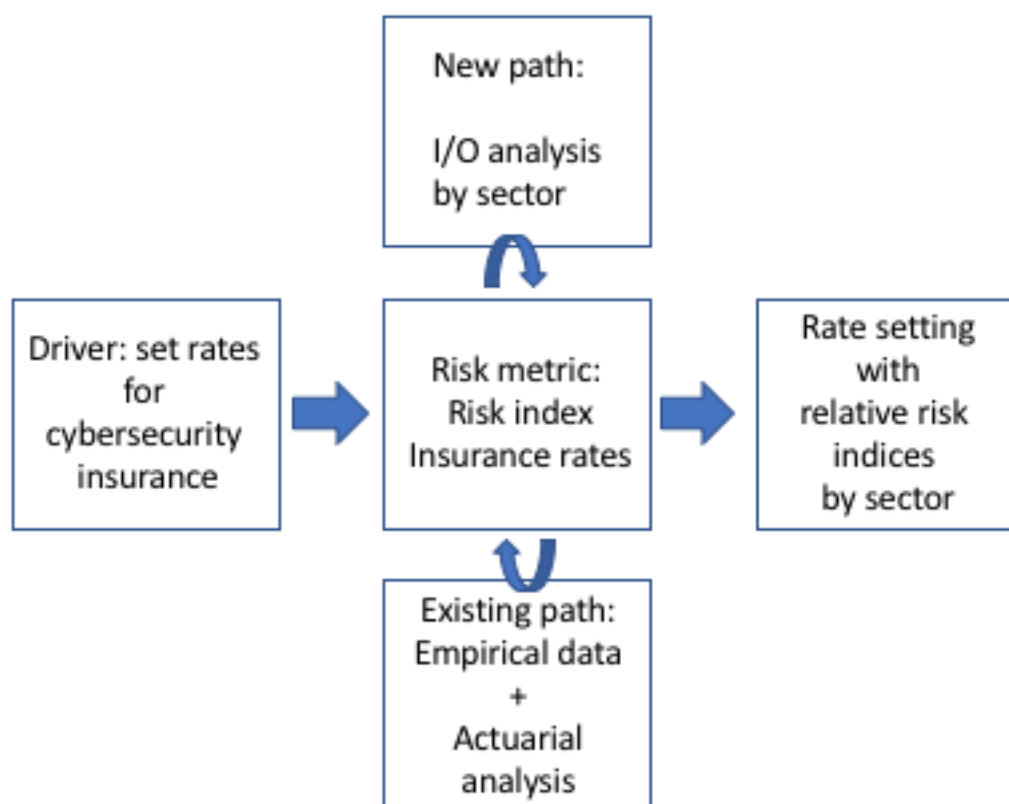 New path:
I/O analysis
by sector
Driver: set rates
for
cybersecurity
insurance
Risk metric:
Risk index
Insurance rates
Rate setting
with
relative risk
indices
by sector
Existing path:
Empirical data
+
Actuarial
analysis